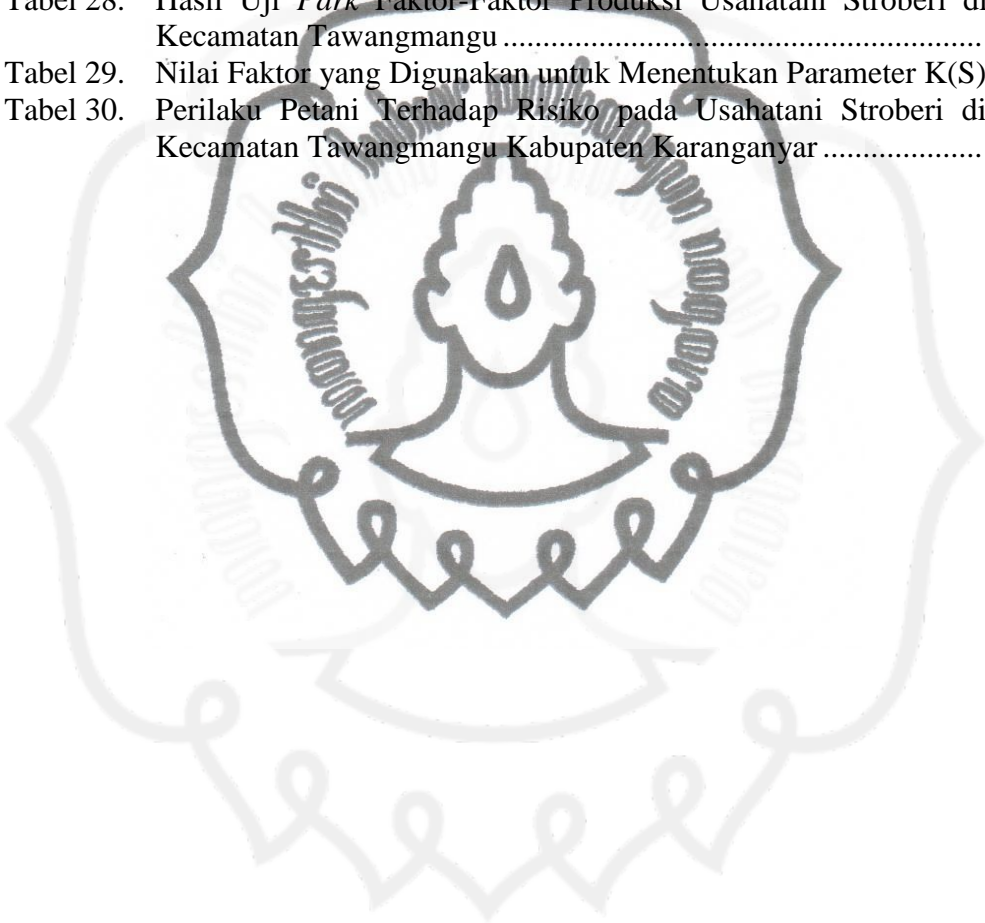 Tabel 28. Hasil Uji Park Faktor-Faktor Produksi Usahatani Stroberi di
Kecamatan Tawangmangu ......................................................
Tabel 29. Nilai Faktor yang Digunakan untuk Menentukan Parameter K(S)
Tabel 30. Perilaku Petani Terhadap Risiko pada Usahatani Stroberi di
Kecamatan Tawangmangu Kabupaten Karanganyar ....................